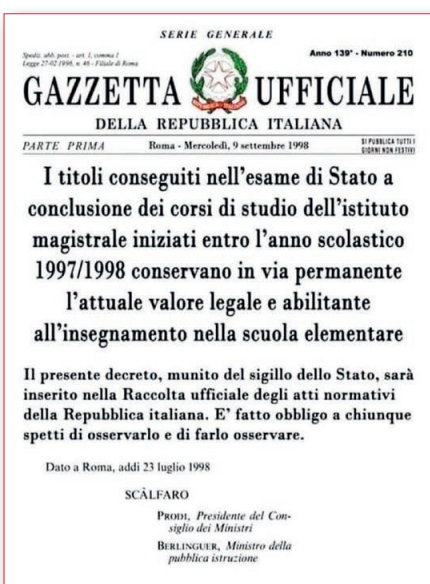 SERIE GENERALE
Spediz. abb. post. - art. 1, comma 1
Legge 27-02-1998, n. 46 - Filiale di Roma
Anno 139° - Numero 210
GAZZETTA UFFICIALE
DELLA REPUBBLICA ITALIANA
PARTE PRIMA
Roma - Mercoledì, 9 settembre 1998
SI PUBBLICA TUTTI I
GIORNI NON FESTIVI
I titoli conseguiti nell'esame di Stato a
conclusione dei corsi di studio dell'istituto
magistrale iniziati entro l'anno scolastico
1997/1998 conservano in via permanente
l'attuale valore legale e abilitante
all'insegnamento nella scuola elementare
Il presente decreto, munito del sigillo dello Stato, sarà
inserito nella Raccolta ufficiale degli atti normativi
della Repubblica italiana. E' fatto obbligo a chiunque
spetti di osservarlo e di farlo osservare.
Dato a Roma, addi 23 luglio 1998
SCÀLFARO
PRODI, Presidente del Con-
siglio dei Ministri
BERLINGUER, Ministro della
pubblica istruzione